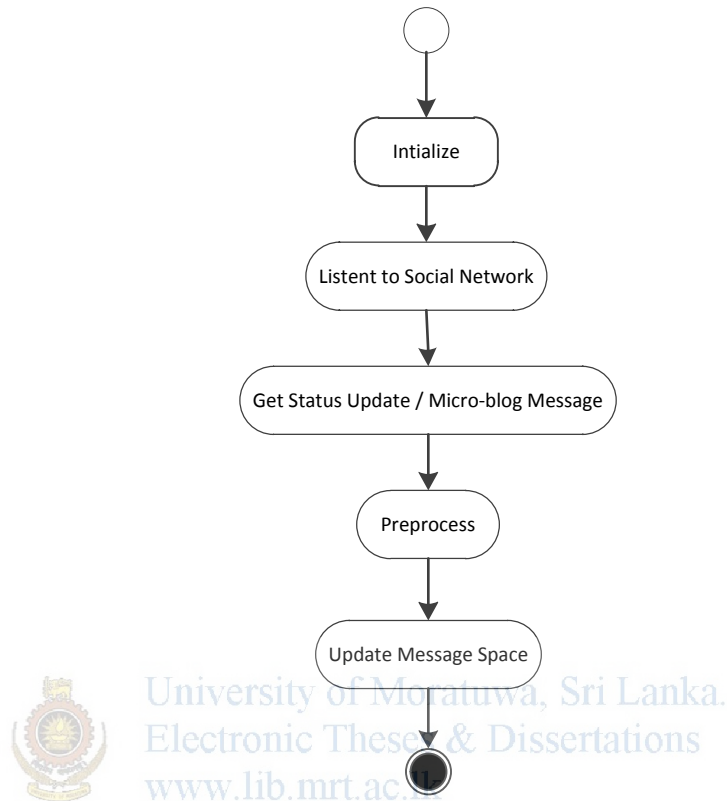 Intialize
Listent to Social Network
Get Status Update / Micro-blog Message
Preprocess
Update Message Space
University of Moratuwa, Sri Lanka.
Electronic Theses & Dissertations
www.lib.mrt.ac.lk